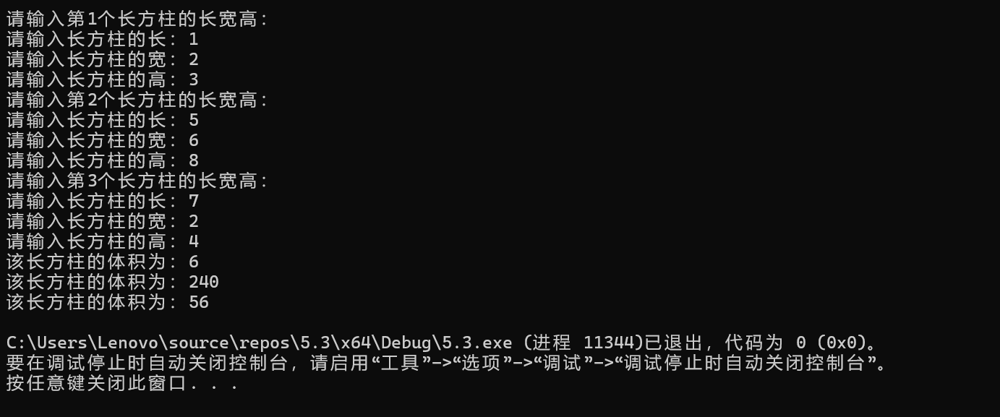 请输入第1个长方柱的长宽高:
请输入长方柱的长: 1
请输入长方柱的宽: 2
请输入长方柱的高: 3
请输入第2个长方柱的长宽高:
请输入长方柱的长: 5
请输入长方柱的宽: 6
请输入长方柱的高: 8
请输入第3个长方柱的长宽高:
请输入长方柱的长: 7
请输入长方柱的宽: 2
请输入长方柱的高: 4
该长方柱的体积为: 6
该长方柱的体积为: 240
该长方柱的体积为: 56
C:\Users\Lenovo\source\repos\5.3\x64\Debug\5.3.exe (进程 11344)已退出，代码为 0 (0x0)。
要在调试停止时自动关闭控制台，请启用“工具”->“选项”->“调试”->“调试停止时自动关闭控制台”。
按任意键关闭此窗口. . .